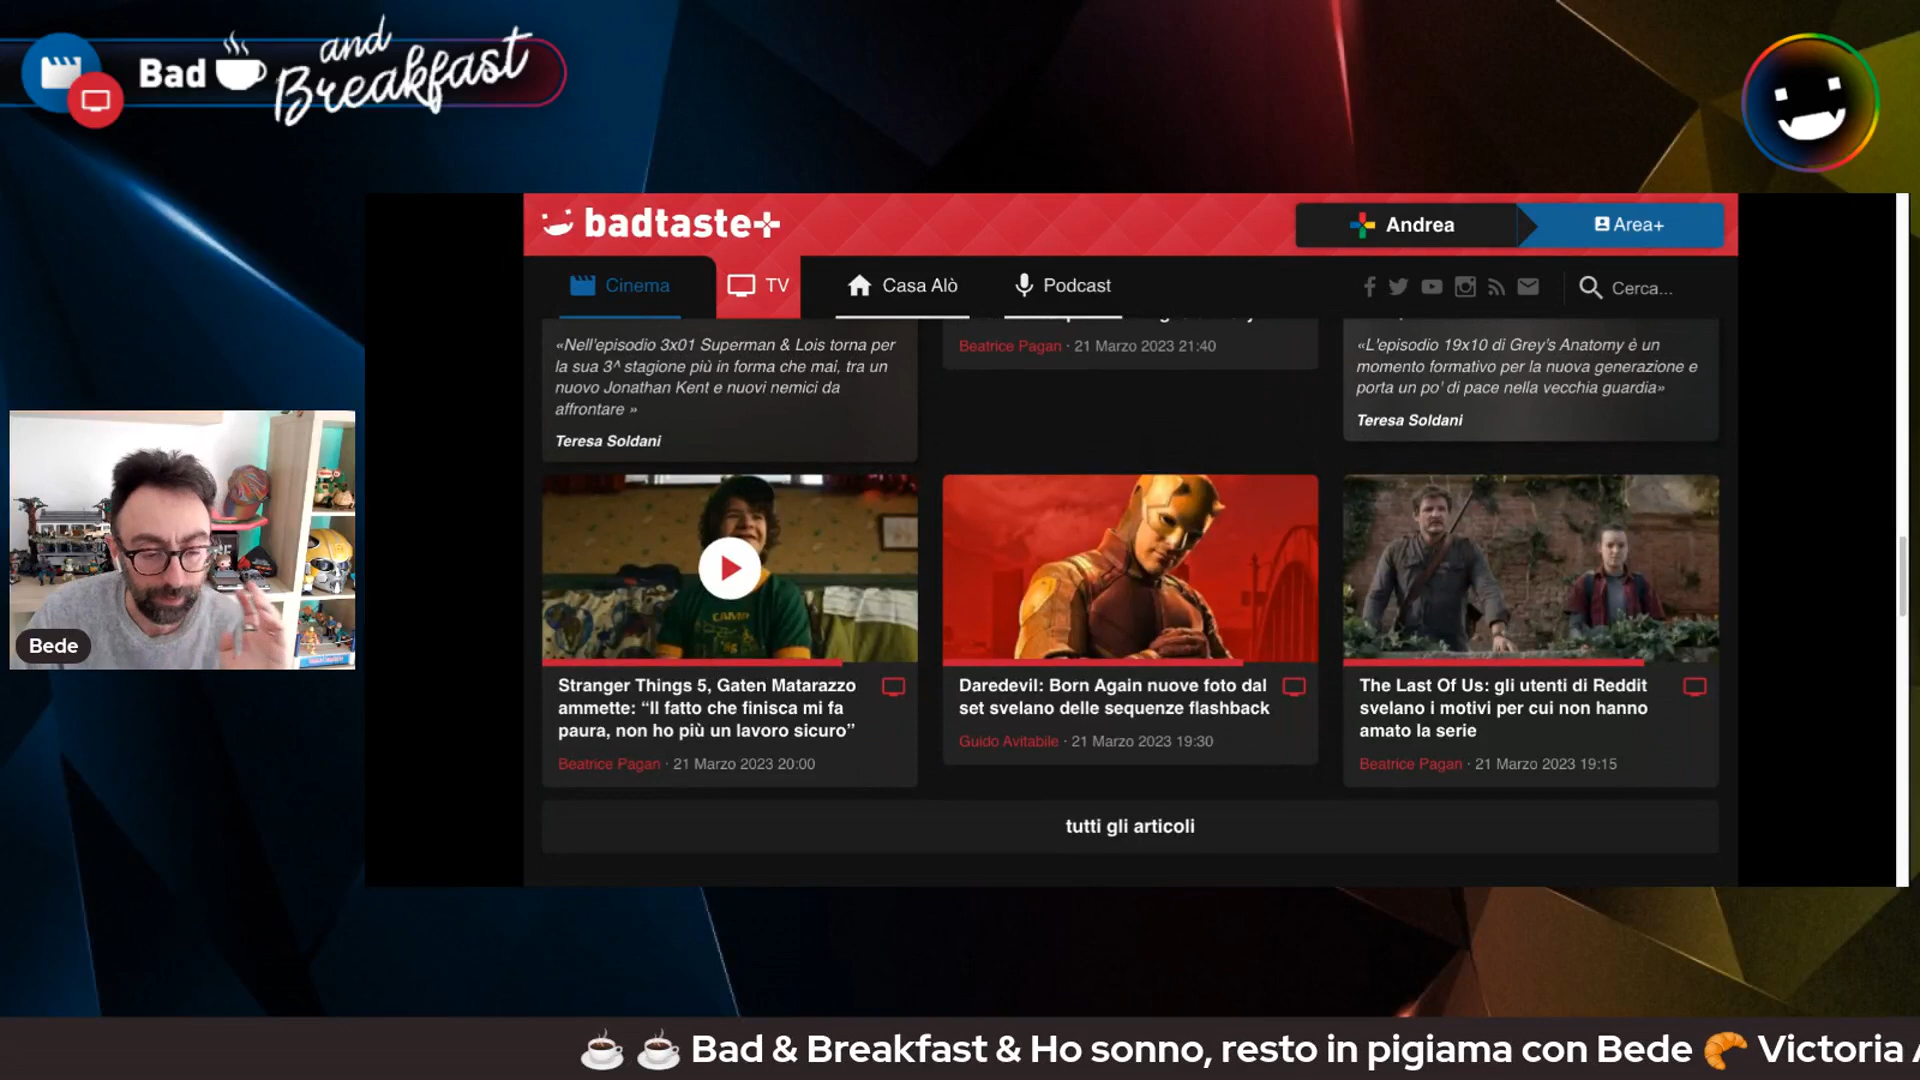 Bad and Breakfast
badtaste+
Andrea
Area+
Cinema
TV
Casa Alò
Podcast
Cerca...
«Nell'episodio 3x01 Superman & Lois torna per
la sua 3^ stagione più in forma che mai, tra un
nuovo Jonathan Kent e nuovi nemici da
affrontare »
Teresa Soldani
Beatrice Pagan · 21 Marzo 2023 21:40
«L'episodio 19x10 di Grey's Anatomy è un
momento formativo per la nuova generazione e
porta un po' di pace nella vecchia guardia»
Teresa Soldani
Bede
CAMP
Stranger Things 5, Gaten Matarazzo
ammette: “Il fatto che finisca mi fa
paura, non ho più un lavoro sicuro”
Beatrice Pagan · 21 Marzo 2023 20:00
Daredevil: Born Again nuove foto dal
set svelano delle sequenze flashback
Guido Avitabile · 21 Marzo 2023 19:30
The Last Of Us: gli utenti di Reddit
svelano i motivi per cui non hanno
amato la serie
Beatrice Pagan · 21 Marzo 2023 19:15
tutti gli articoli
Bad & Breakfast & Ho sonno, resto in pigiama con Bede 🥐 Victoria